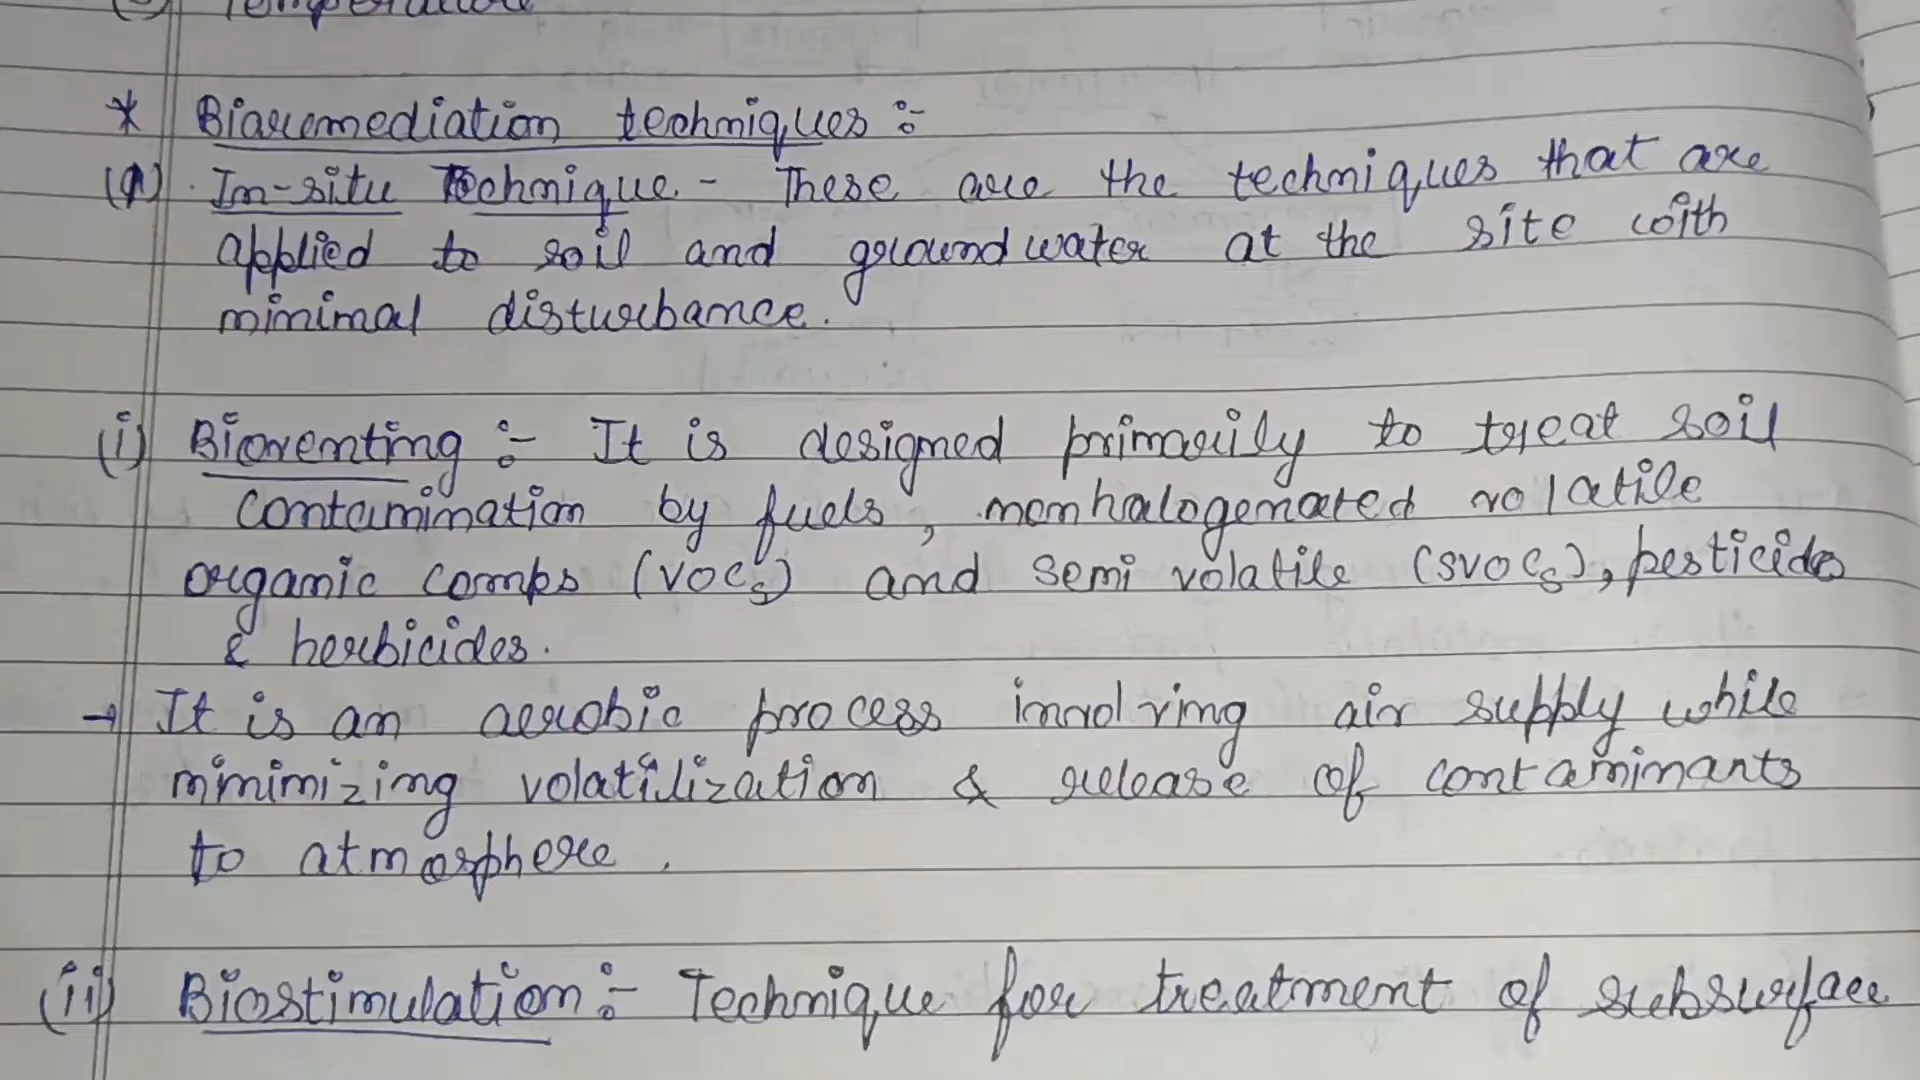 Temperature
* Bioremediation techniques :-
(A) In-situ Technique - These are the techniques that are
applied to soil and groundwater at the site with
minimal disturbance.
(i) Bioventing :- It is designed primarily to treat soil
contamination by fuels, nonhalogenated volatile
organic comps (VOCs) and semi volatile (SVOCs), pesticides
& herbicides.
→ It is an aerobic process involving air supply while
minimizing volatilization & release of contaminants
to atmosphere.
(ii) Biostimulation :- Technique for treatment of subsurface